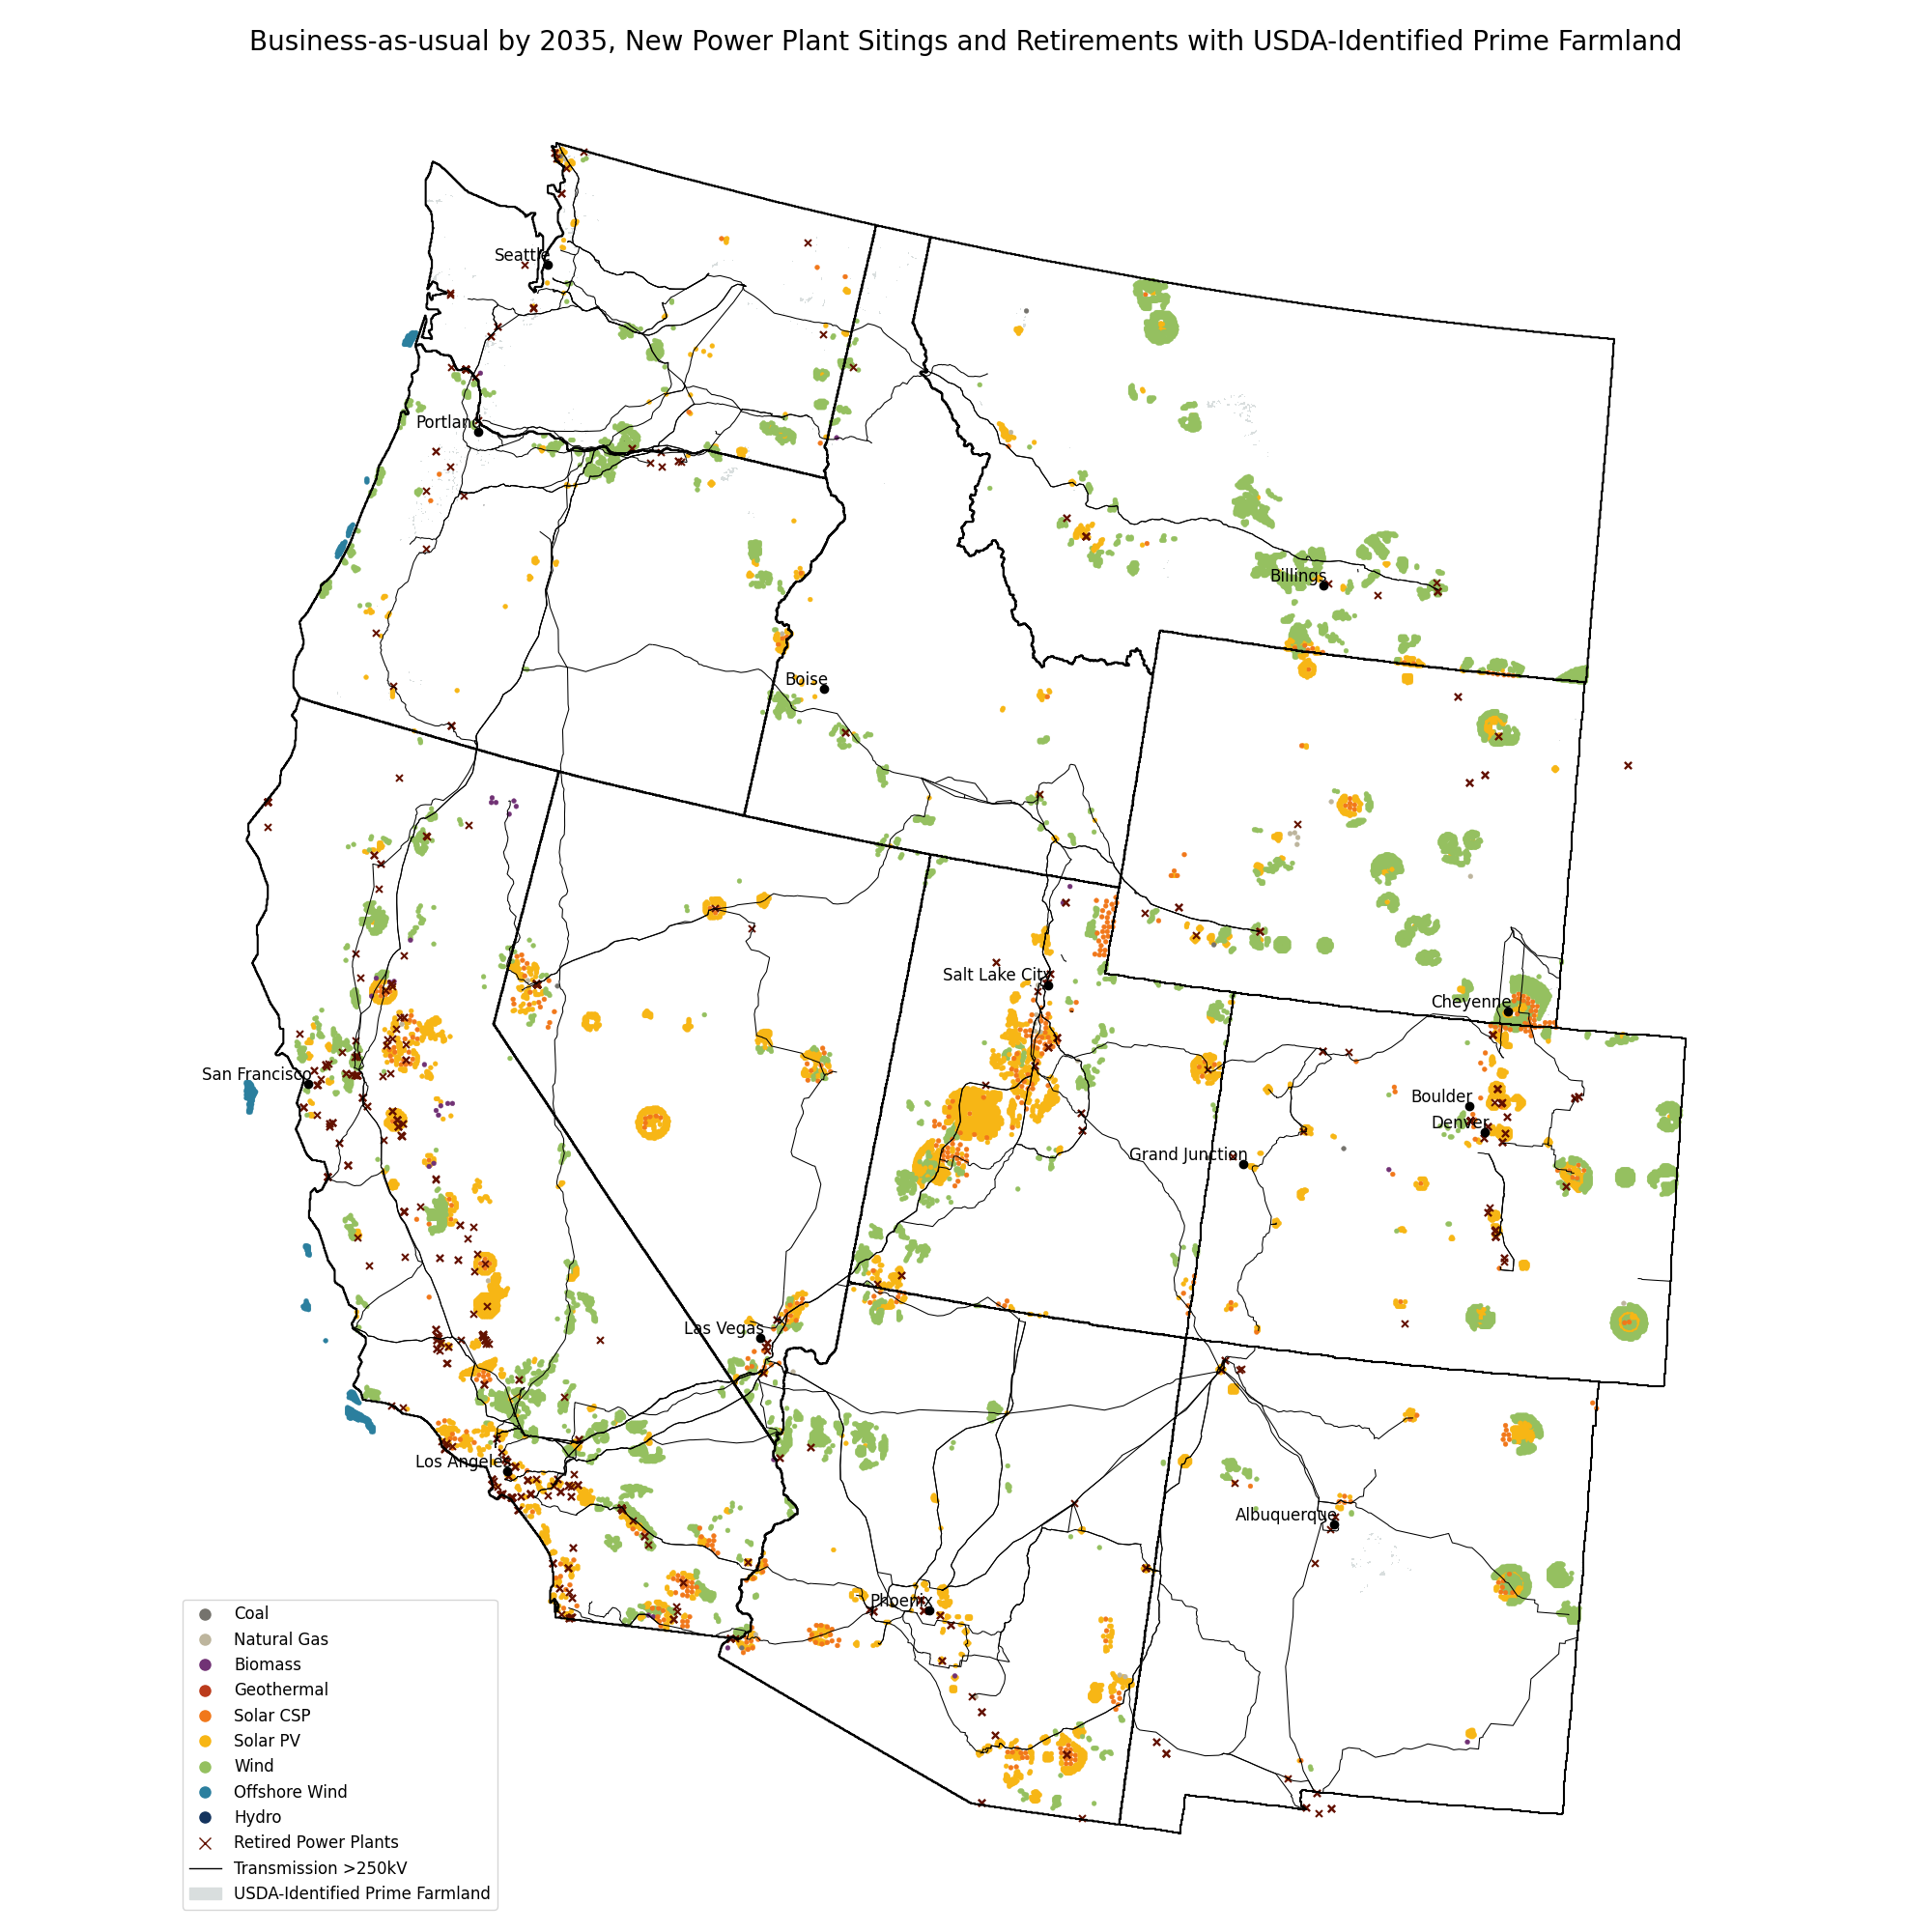 Business-as-usual by 2035, New Power Plant Sitings and Retirements with USDA-Identified Prime Farmland
Seattle
Portland
Billings
Boise
Salt Lake City
Cheyenne
San Francisco
Boulder
Denver
Grand Junction
Las Vegas
Los Angeles
Albuquerque
Phoenix
Coal
Natural Gas
Biomass
Geothermal
Solar CSP
Solar PV
Wind
Offshore Wind
Hydro
Retired Power Plants
Transmission >250kV
USDA-Identified Prime Farmland